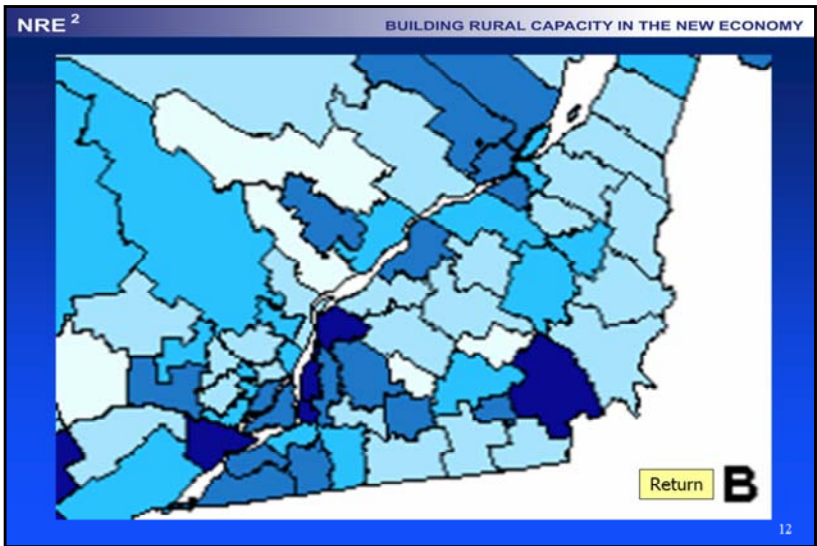 NRE ²
BUILDING RURAL CAPACITY IN THE NEW ECONOMY
Return
B
12